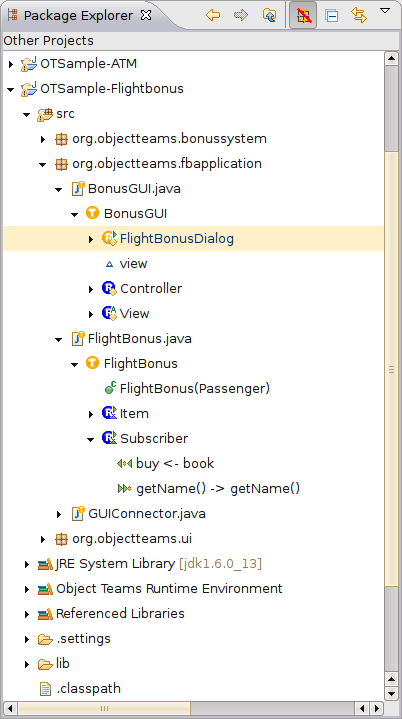 Package Explorer
Other Projects
OTSample-ATM
OTSample-Flightbonus
src
org.objectteams.bonussystem
org.objectteams.fbapplication
BonusGUI.java
BonusGUI
FlightBonusDialog
view
Controller
View
FlightBonus.java
FlightBonus
FlightBonus(Passenger)
Item
Subscriber
buy <- book
getName() -> getName()
GUIConnector.java
org.objectteams.ui
JRE System Library [jdk1.6.0_13]
Object Teams Runtime Environment
Referenced Libraries
.settings
lib
.classpath